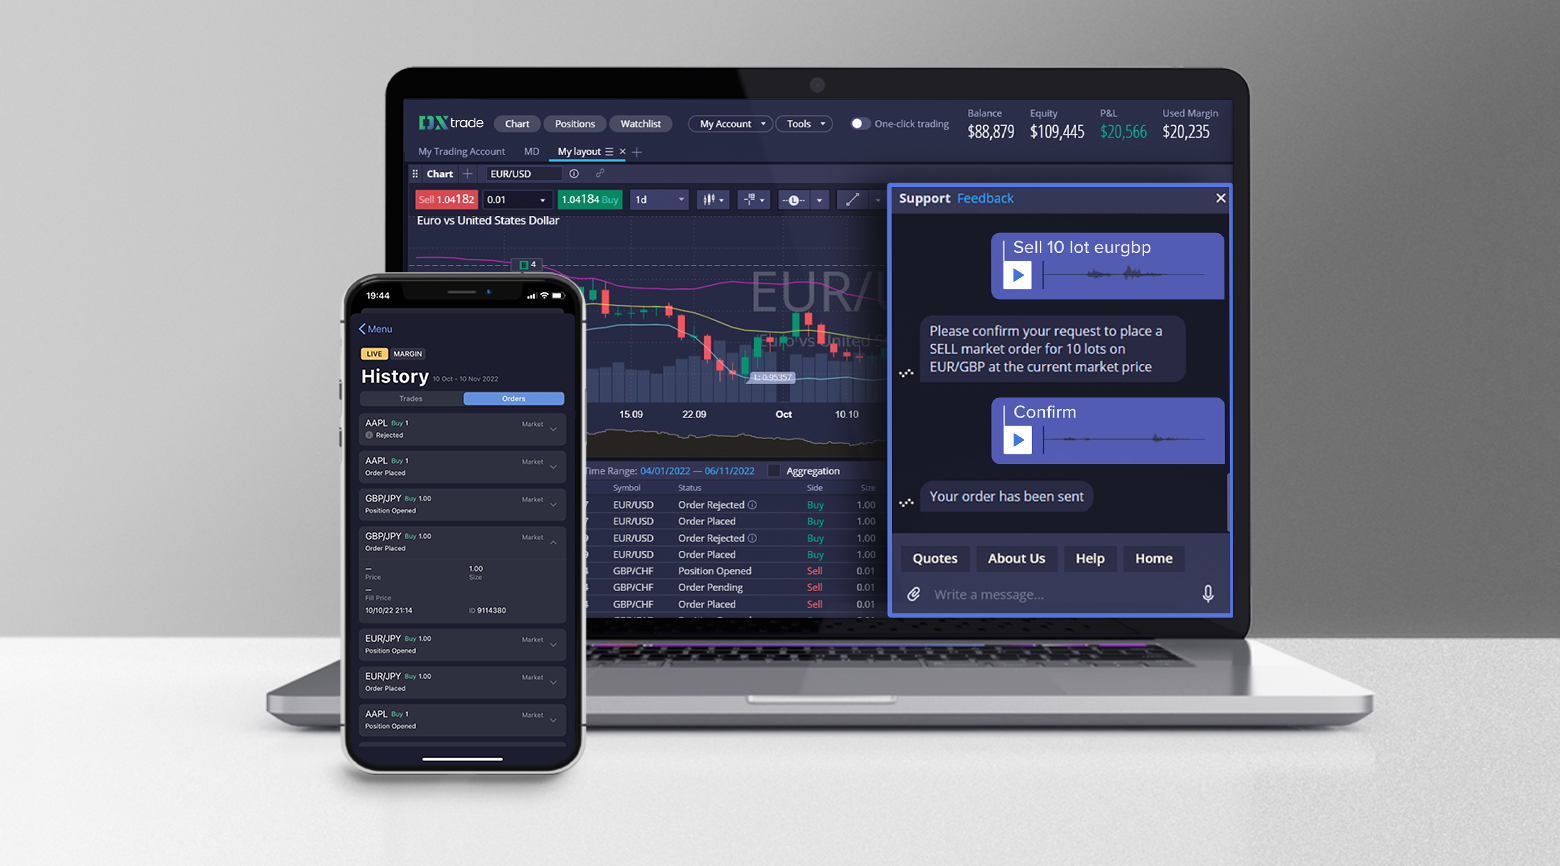 DX trade
Chart
Positions
Watchlist
My Account
Tools
One-click trading
Balance
$88,879
Equity
$109,445
P&L
$20,566
Used Margin
$20,235
My Trading Account
MD
My layout
Chart
EUR/USD
Sell 1.04182
0.01
1.04184 Buy
1d
L
Euro vs United States Dollar
4
EUR/U
Euro vs United S
L: 0.95357
15.09
22.09
Oct
10.10
Time Range: 04/01/2022 — 06/11/2022
Aggregation
Symbol Status Side Size
7 EUR/USD Order Rejected Buy 1.00
7 EUR/USD Order Placed Buy 1.00
9 EUR/USD Order Rejected Buy 1.00
9 EUR/USD Order Placed Buy 1.00
4 GBP/CHF Position Opened Sell 0.01
4 GBP/CHF Order Pending Sell 0.01
4 GBP/CHF Order Placed Sell 0.01
Support Feedback
Sell 10 lot eurgbp
Please confirm your request to place a
SELL market order for 10 lots on
EUR/GBP at the current market price
Confirm
Your order has been sent
Quotes
About Us
Help
Home
Write a message...
19:44
Menu
LIVE MARGIN
History 10 Oct - 10 Nov 2022
Trades
Orders
AAPL Buy 1 Market
Rejected
AAPL Buy 1 Market
Order Placed
GBP/JPY Buy 1.00 Market
Position Opened
GBP/JPY Buy 1.00 Market
Order Placed
— 1.00
Price Size
—
Fill Price
10/10/22 21:14 ID 9114380
EUR/JPY Buy 1.00 Market
Position Opened
EUR/JPY Buy 1.00 Market
Order Placed
AAPL Buy 1 Market
Position Opened